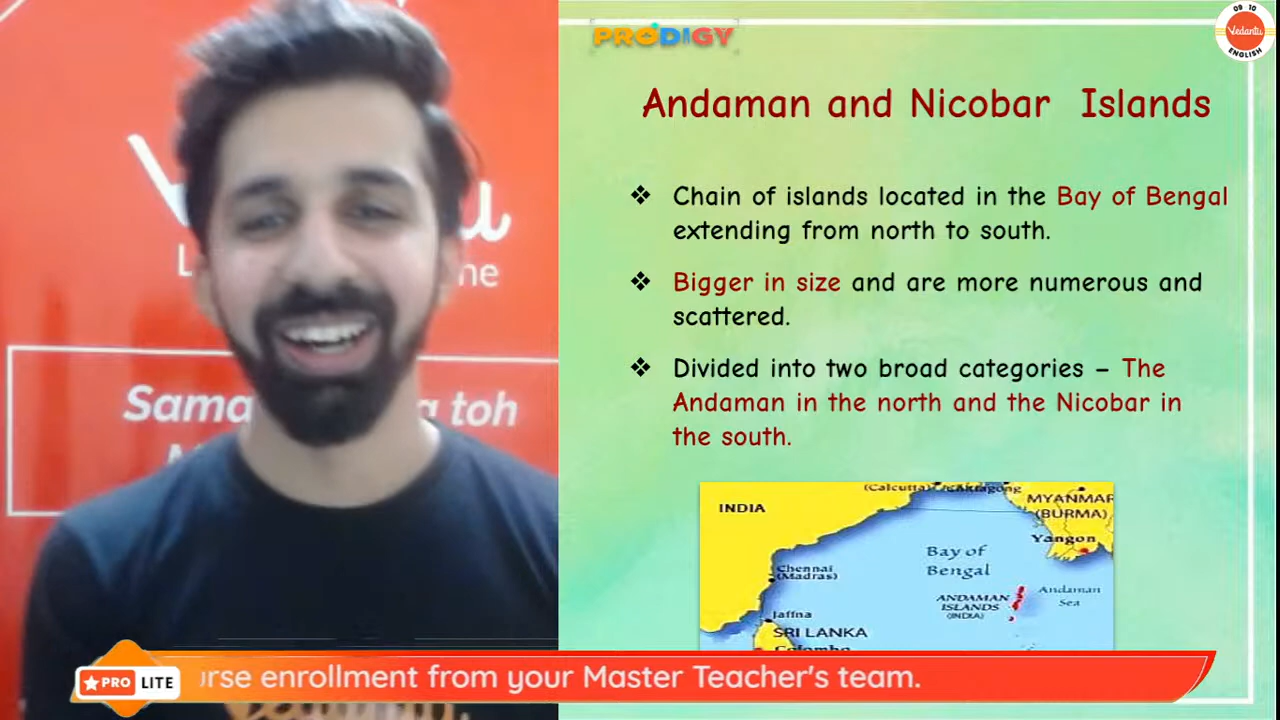 PRODIGY
09 10
Vedantu
ENGLISH
Andaman and Nicobar Islands
❖ Chain of islands located in the Bay of Bengal
extending from north to south.
❖ Bigger in size and are more numerous and
scattered.
❖ Divided into two broad categories – The
Andaman in the north and the Nicobar in
the south.
(Calcutta)
INDIA
MYANMAR
(BURMA)
Yangon
Bay of
Bengal
Chennai
(Madras)
ANDAMAN
ISLANDS
(INDIA)
Andaman
Sea
Jaffna
SRI LANKA
Colombo
toh
PRO LITE
enrollment from your Master Teacher's team.